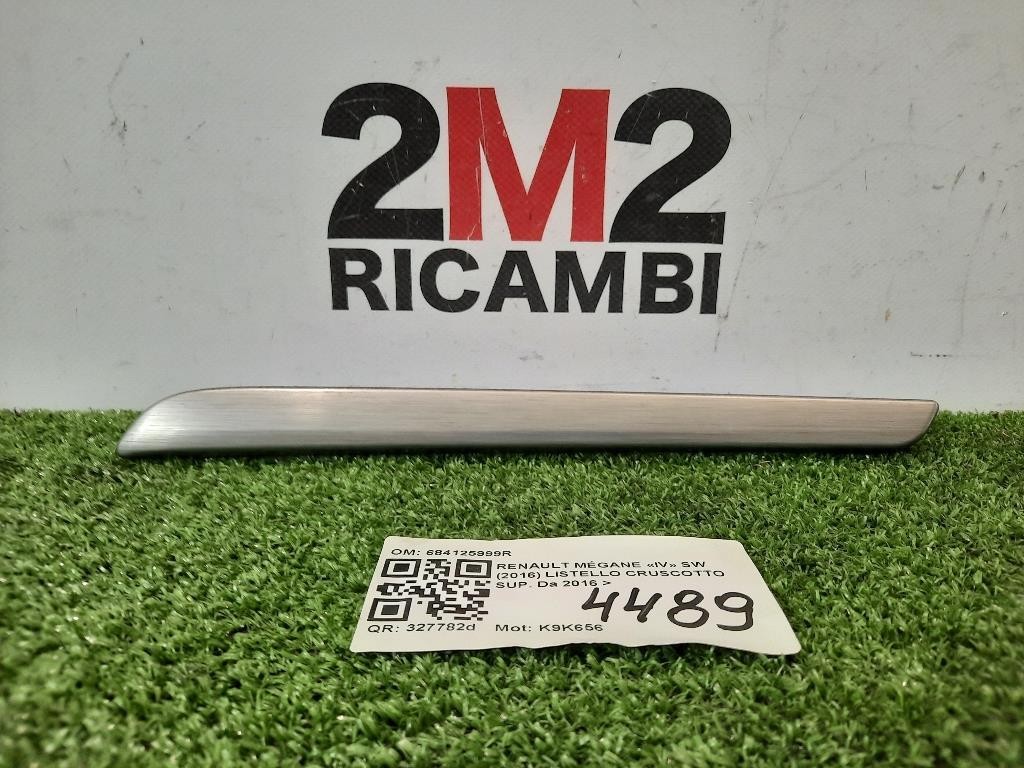 2M2
RICAMBI
OM: 684125999R
RENAULT MÉGANE «IV» SW
(2016) LISTELLO CRUSCOTTO
SUP. Da 2016 >
4489
QR: 327782d Mot: K9K656